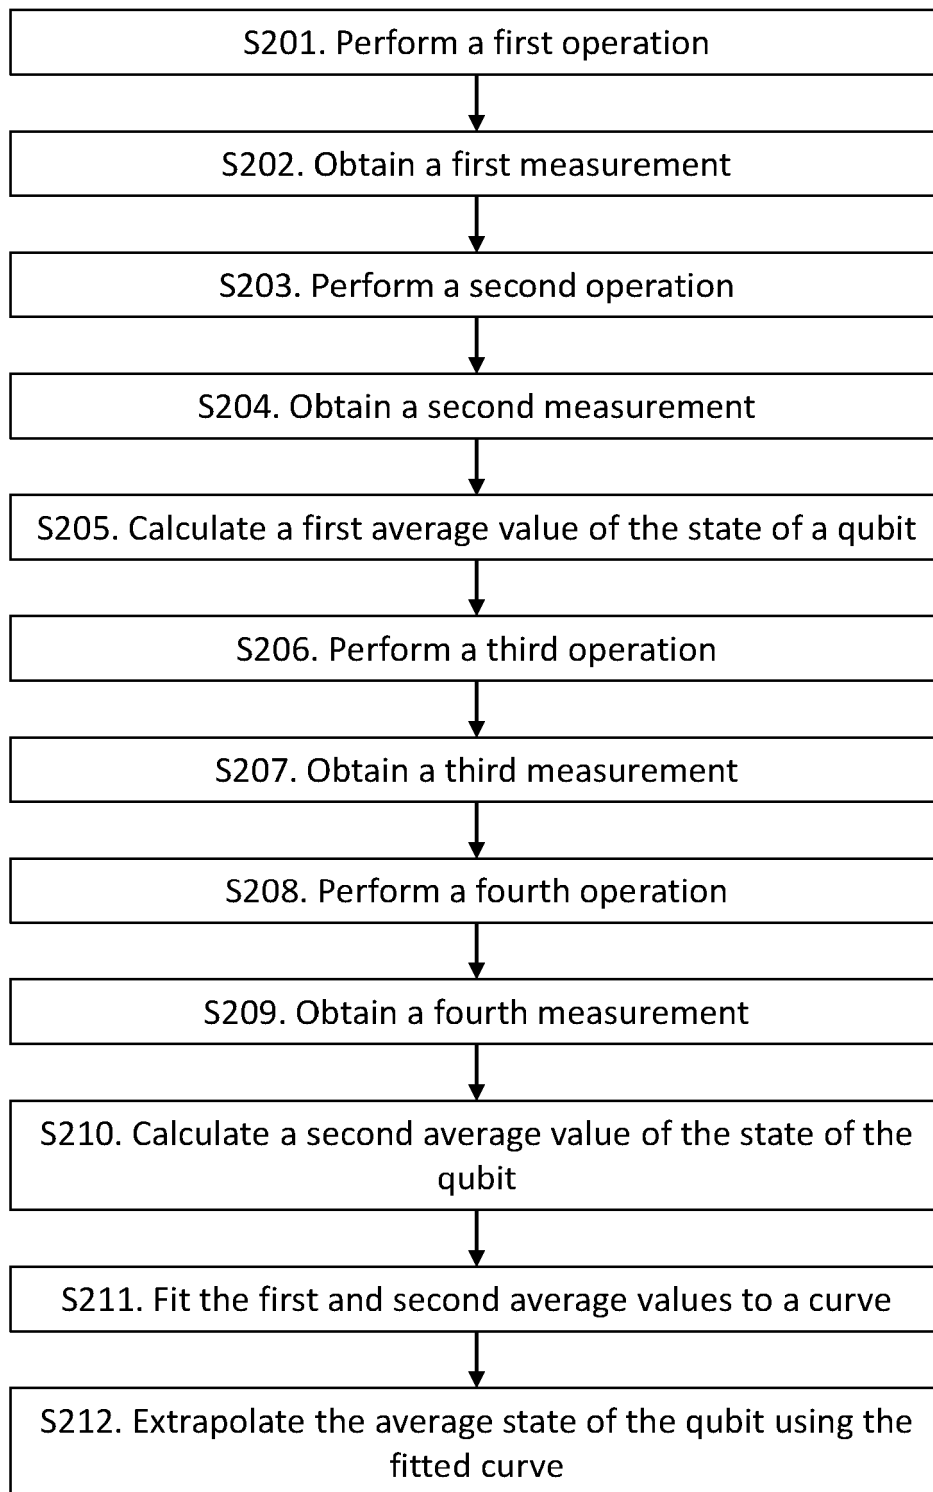 S201. Perform a first operation
S202. Obtain a first measurement
S203. Perform a second operation
S204. Obtain a second measurement
S205. Calculate a first average value of the state of a qubit
S206. Perform a third operation
S207. Obtain a third measurement
S208. Perform a fourth operation
S209. Obtain a fourth measurement
S210. Calculate a second average value of the state of the
qubit
S211. Fit the first and second average values to a curve
S212. Extrapolate the average state of the qubit using the
fitted curve